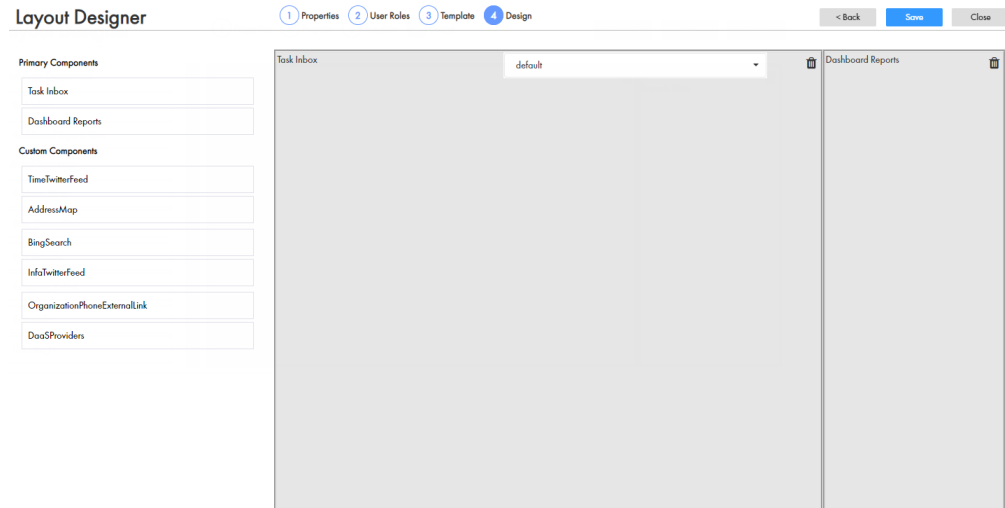 Layout Designer
1 Properties 2 User Roles 3 Template 4 Design
< Back Save Close
Primary Components
Task Inbox
Dashboard Reports
Custom Components
TimeTwitterFeed
AddressMap
BingSearch
InfaTwitterFeed
OrganizationPhoneExternalLink
DaaSProviders
Task Inbox default
Dashboard Reports